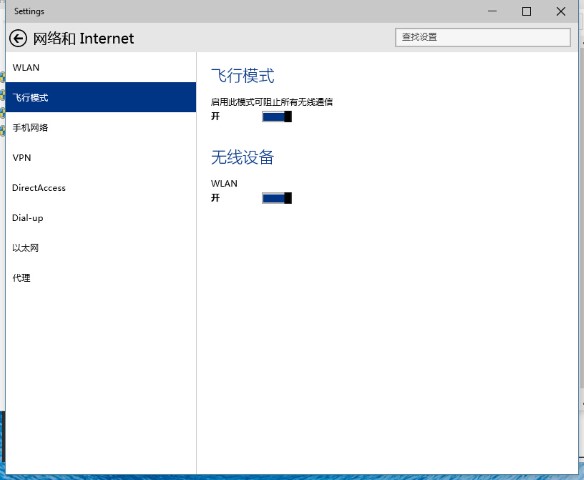 Settings
网络和 Internet
查找设置
WLAN
飞行模式
手机网络
VPN
DirectAccess
Dial-up
以太网
代理
飞行模式
启用此模式可阻止所有无线通信
开
无线设备
WLAN
开